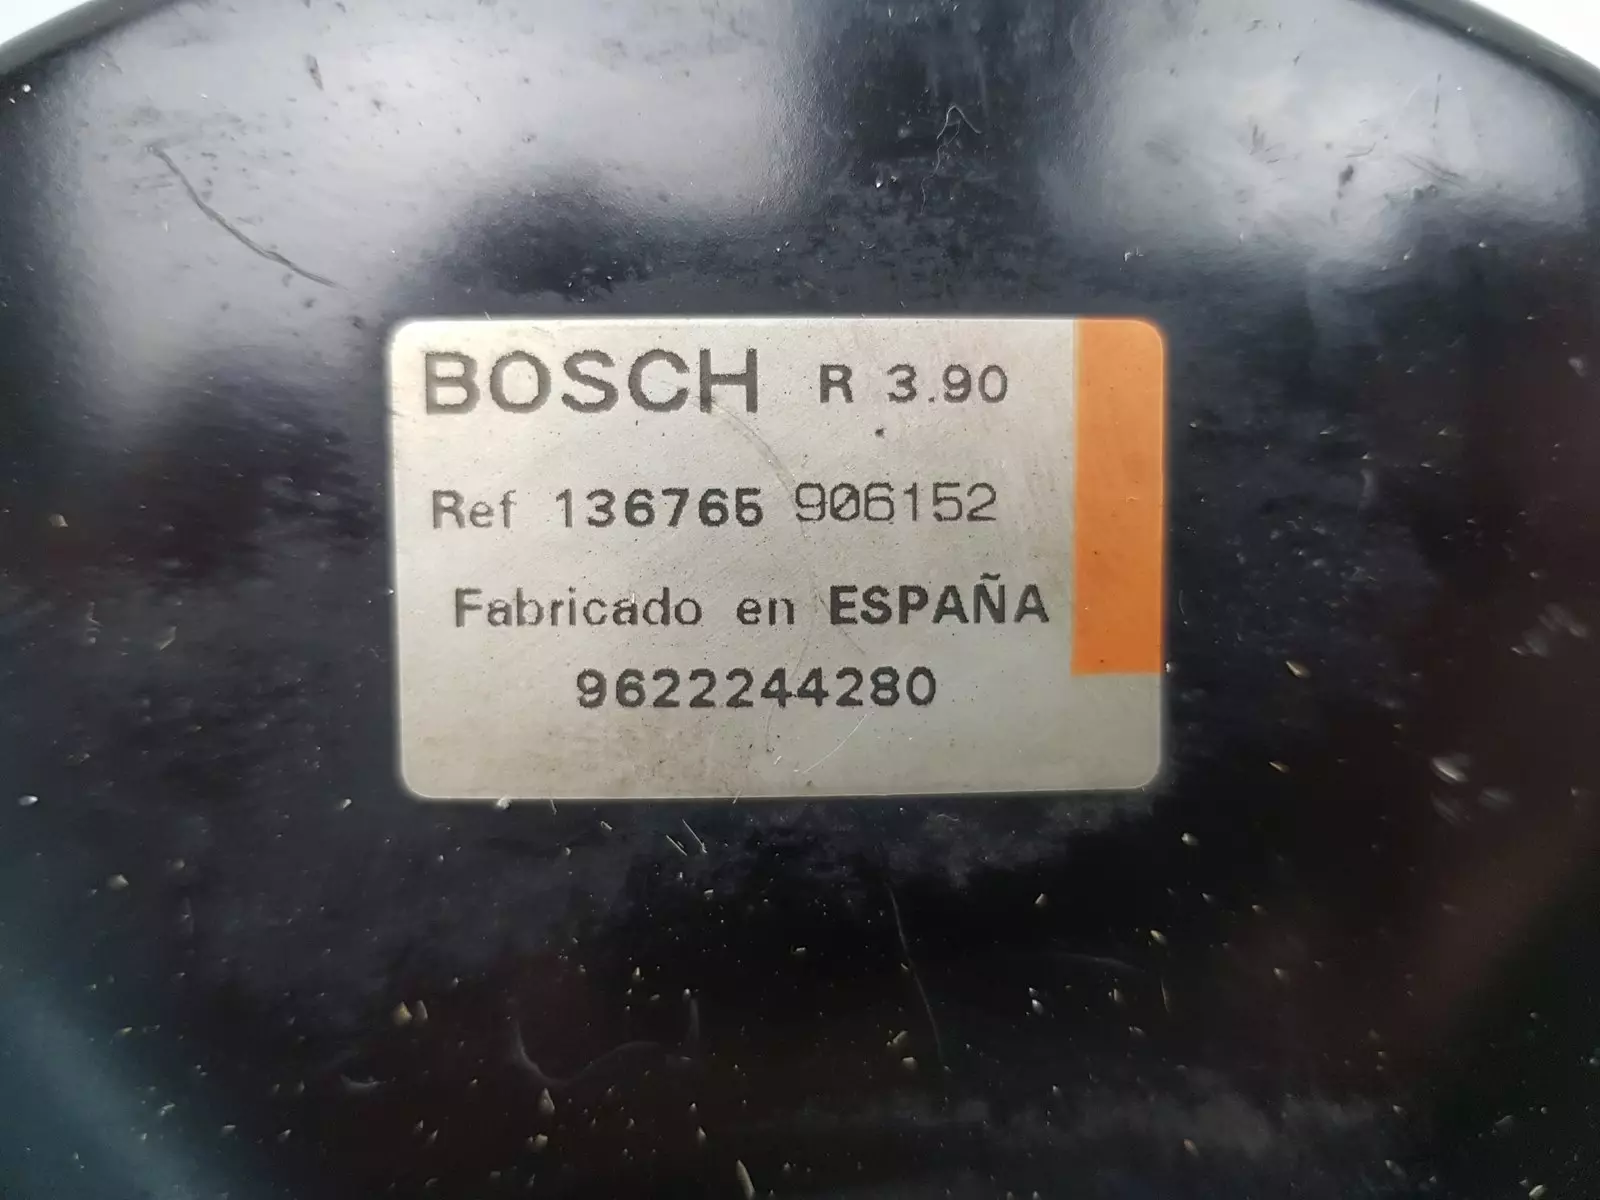 BOSCH R 3.90
Ref 136765 906152
Fabricado en ESPAÑA
9622244280